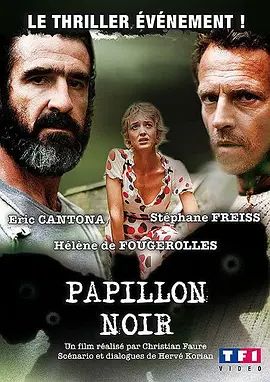 LE THRILLER ÉVÉNEMENT !
Eric CANTONA
Stéphane FREISS
Hélène de FOUGEROLLES
PAPILLON
NOIR
Un film réalisé par Christian Faure
Scénario et dialogues de Hervé Korian
TF1
VIDEO